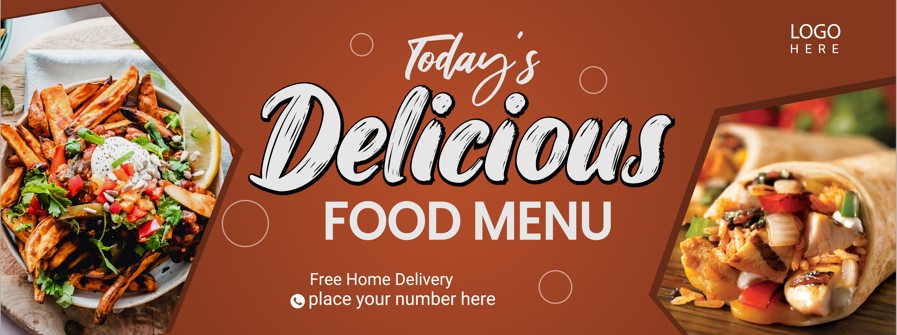 Today's
Delicious
FOOD MENU
LOGO
HERE
Free Home Delivery
place your number here